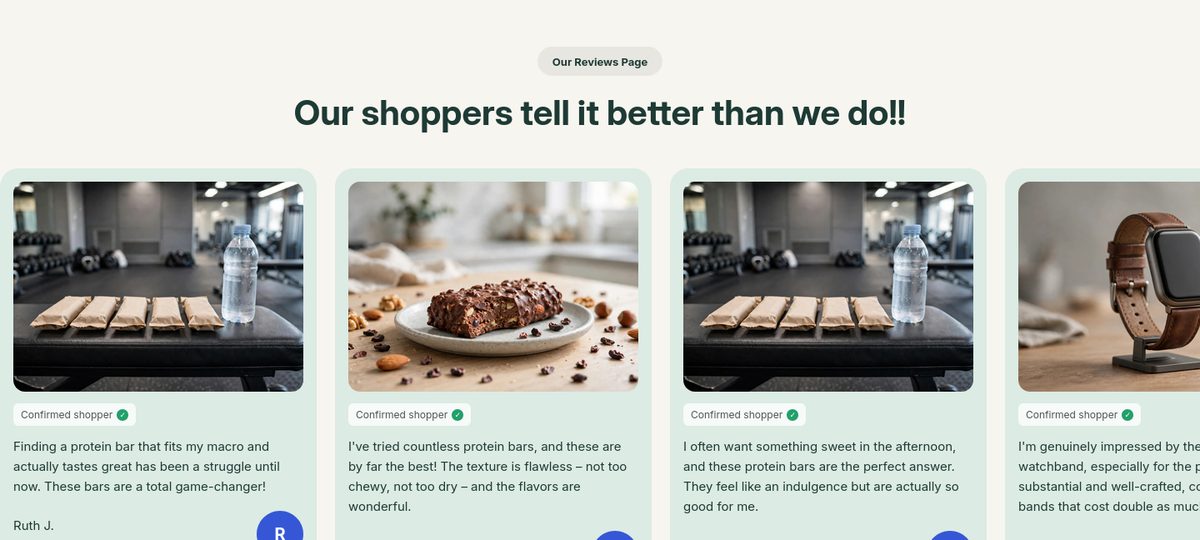 Our Reviews Page
Our shoppers tell it better than we do!!
Confirmed shopper
Finding a protein bar that fits my macro and
actually tastes great has been a struggle until
now. These bars are a total game-changer!
Ruth J.
R
Confirmed shopper
I've tried countless protein bars, and these are
by far the best! The texture is flawless – not too
chewy, not too dry – and the flavors are
wonderful.
Confirmed shopper
I often want something sweet in the afternoon,
and these protein bars are the perfect answer.
They feel like an indulgence but are actually so
good for me.
Confirmed shopper
I'm genuinely impressed by the
watchband, especially for the
substantial and well-crafted,
bands that cost double as